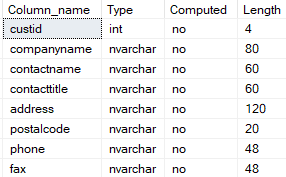 Column_name Type Computed Length
custid int no 4
companyname nvarchar no 80
contactname nvarchar no 60
contacttitle nvarchar no 60
address nvarchar no 120
postalcode nvarchar no 20
phone nvarchar no 48
fax nvarchar no 48